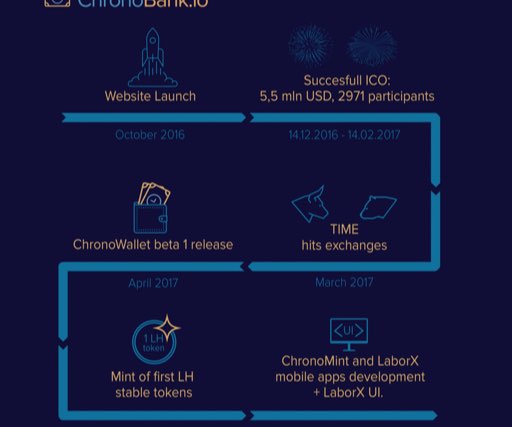 ChronoBank.io
Website Launch
October 2016
Succesfull ICO:
5,5 mln USD, 2971 participants
14.12.2016 - 14.02.2017
TIME
hits exchanges
March 2017
ChronoWallet beta 1 release
April 2017
1 LH
token
Mint of first LH
stable tokens
<UI>
ChronoMint and LaborX
mobile apps development
+ LaborX UI.